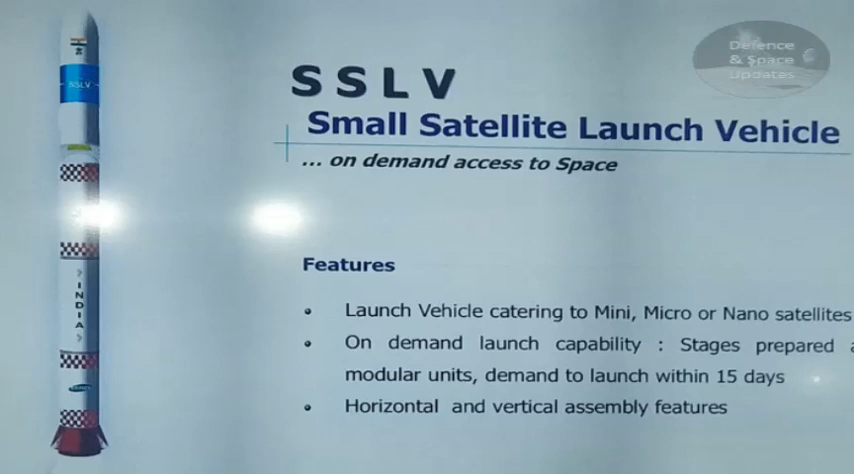 Defence
& Space
Updates
SSLV
SSLV
Small Satellite Launch Vehicle
... on demand access to Space
Features
• Launch Vehicle catering to Mini, Micro or Nano satellites
• On demand launch capability : Stages prepared a
modular units, demand to launch within 15 days
• Horizontal and vertical assembly features
INDIA